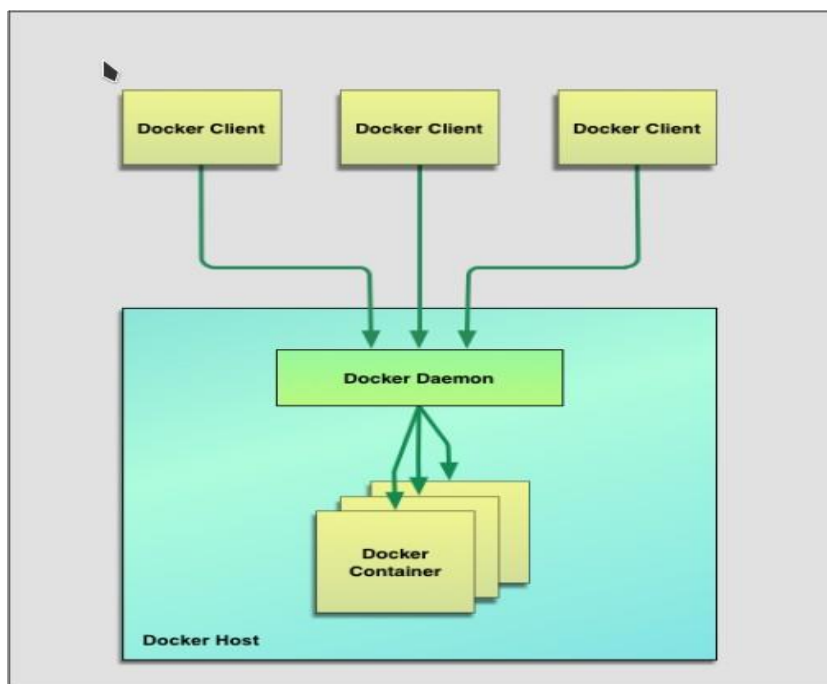 Docker Client
Docker Client
Docker Client
Docker Daemon
Docker
Container
Docker Host